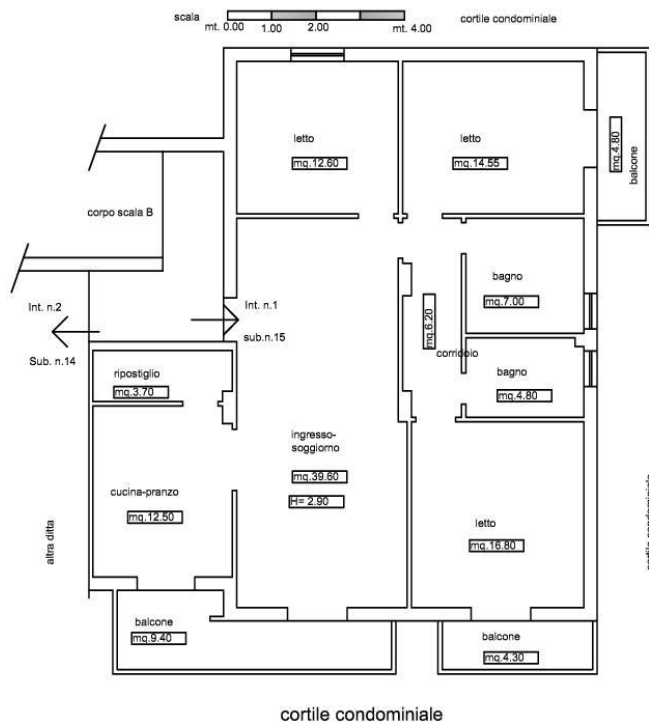 scala
mt. 0.00 1.00 2.00 mt. 4.00
cortile condominiale
letto
mq.12.60
letto
mq.14.55
mq.4.80
balcone
corpo scala B
bagno
mq.7.00
Int. n.2
Int. n.1
sub.n.15
Sub. n.14
mq.6.20
corridoio
bagno
mq.4.80
ripostiglio
mq.3.70
ingresso-
soggiorno
mq.39.60
H= 2.90
cucina-pranzo
mq.12.50
letto
mq.16.80
altra ditta
cortile condominiale
balcone
mq.9.40
balcone
mq.4.30
cortile condominiale